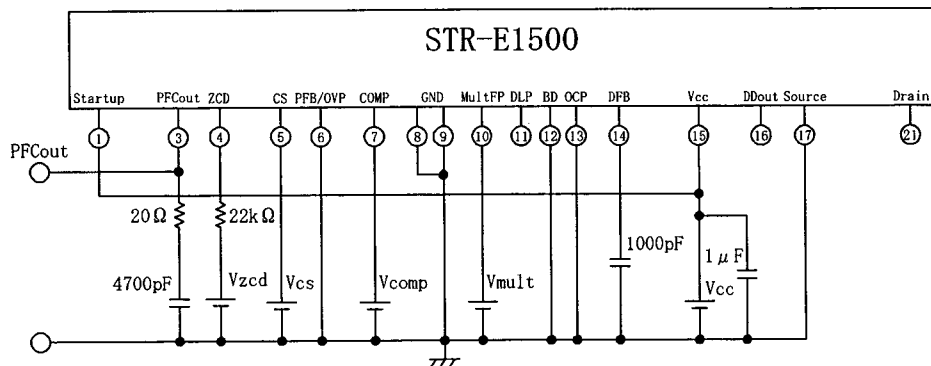 STR-E1500
Startup PFCout ZCD CS PFB/OVP COMP GND MultFP DLP BD OCP DFB Vcc DDout Source Drain
1 3 4 5 6 7 8 9 10 11 12 13 14 15 16 17 21
PFCout
20Ω 22kΩ
1000pF
1μF
4700pF Vzcd Vcs Vcomp Vmult Vcc